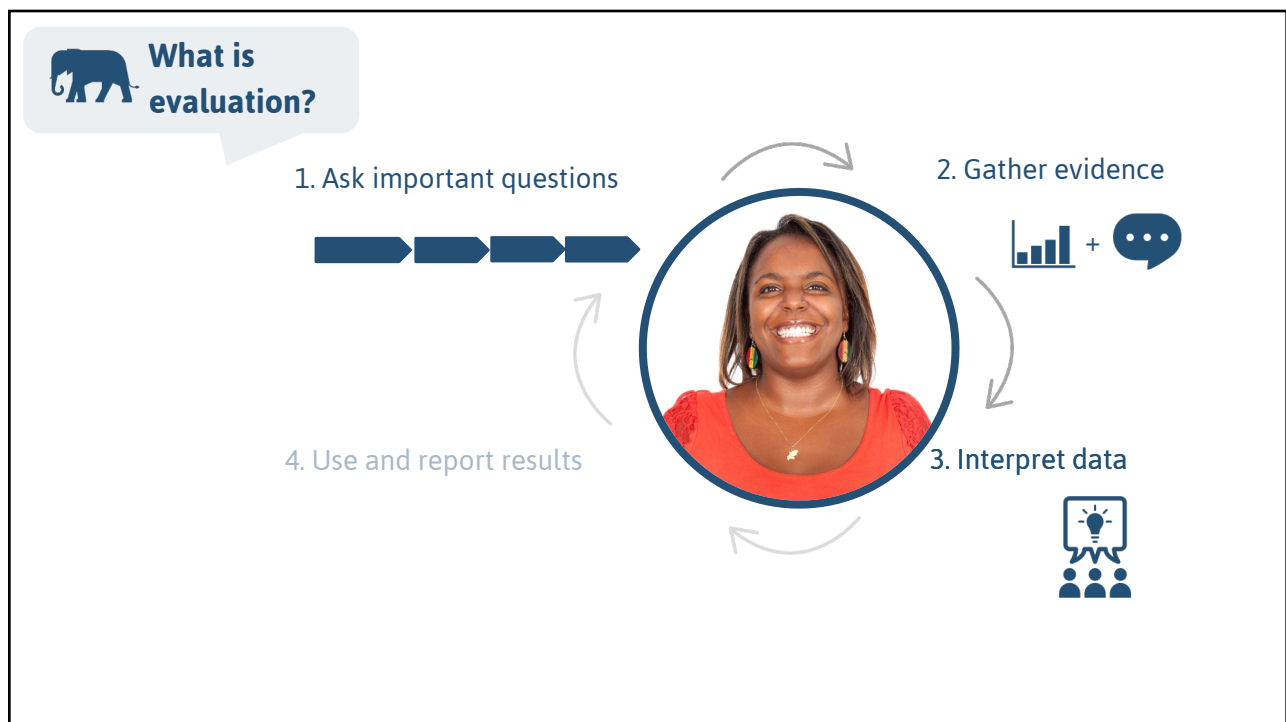 What is
evaluation?
1. Ask important questions
2. Gather evidence
+
3. Interpret data
4. Use and report results